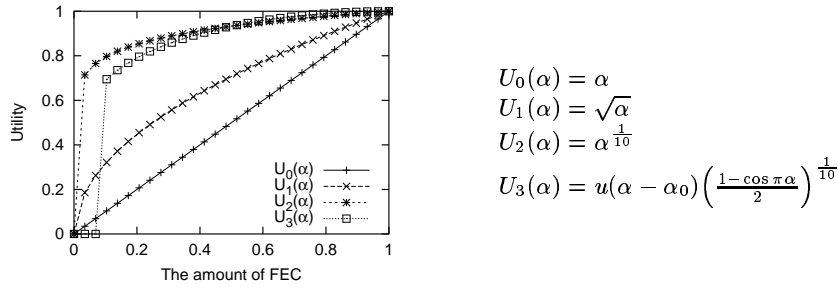 1
0.8
0.6
0.4
0.2
0
0 0.2 0.4 0.6 0.8 1
Utility
The amount of FEC
U₀(α)
U₁(α)
U₂(α)
U₃(α)
U₀(α) = α
U₁(α) = √α
U₂(α) = α^(1/10)
U₃(α) = u(α − α₀)((1−cos πα)/2)^(1/10)